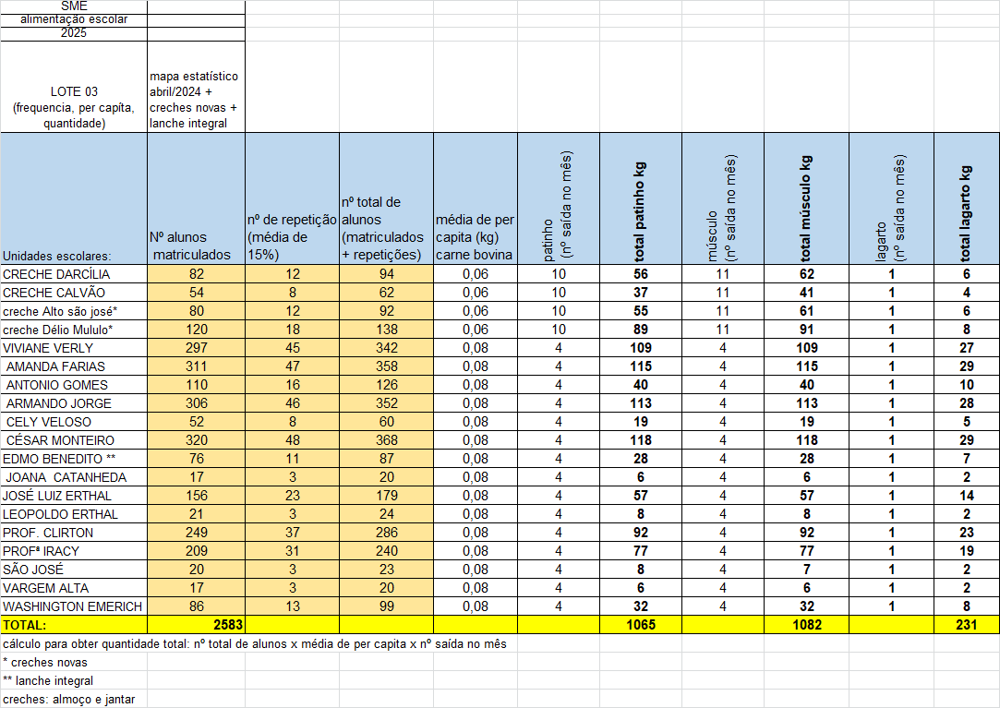 SME
alimentação escolar
2025
LOTE 03
(frequencia, per capíta,
quantidade)
mapa estatístico
abril/2024 +
creches novas +
lanche integral
Unidades escolares:
Nº alunos
matriculados
nº de repetição
(média de
15%)
nº total de
alunos
(matriculados
+ repetições)
média de per
capita (kg)
carne bovina
patinho
(nº saída no mês)
total patinho kg
músculo
(nº saída no mês)
total músculo kg
lagarto
(nº saída no mês)
total lagarto kg
CRECHE DARCÍLIA 82 12 94 0,06 10 56 11 62 1 6
CRECHE CALVÃO 54 8 62 0,06 10 37 11 41 1 4
creche Alto são josé* 80 12 92 0,06 10 55 11 61 1 6
creche Délio Mululo* 120 18 138 0,06 10 89 11 91 1 8
VIVIANE VERLY 297 45 342 0,08 4 109 4 109 1 27
AMANDA FARIAS 311 47 358 0,08 4 115 4 115 1 29
ANTONIO GOMES 110 16 126 0,08 4 40 4 40 1 10
ARMANDO JORGE 306 46 352 0,08 4 113 4 113 1 28
CELY VELOSO 52 8 60 0,08 4 19 4 19 1 5
CÉSAR MONTEIRO 320 48 368 0,08 4 118 4 118 1 29
EDMO BENEDITO ** 76 11 87 0,08 4 28 4 28 1 7
JOANA CATANHEDA 17 3 20 0,08 4 6 4 6 1 2
JOSÉ LUIZ ERTHAL 156 23 179 0,08 4 57 4 57 1 14
LEOPOLDO ERTHAL 21 3 24 0,08 4 8 4 8 1 2
PROF. CLIRTON 249 37 286 0,08 4 92 4 92 1 23
PROFª IRACY 209 31 240 0,08 4 77 4 77 1 19
SÃO JOSÉ 20 3 23 0,08 4 8 4 7 1 2
VARGEM ALTA 17 3 20 0,08 4 6 4 6 1 2
WASHINGTON EMERICH 86 13 99 0,08 4 32 4 32 1 8
TOTAL: 2583 1065 1082 231
cálculo para obter quantidade total: nº total de alunos x média de per capita x nº saída no mês
* creches novas
** lanche integral
creches: almoço e jantar